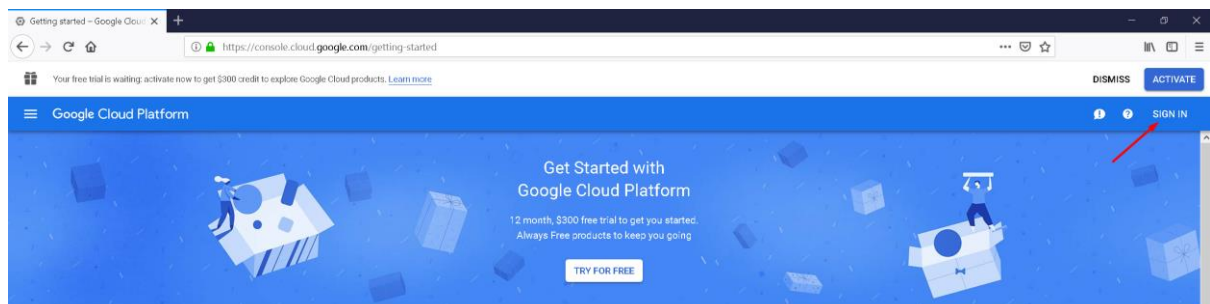 Getting started – Google Cloud
https://console.cloud.google.com/getting-started
Your free trial is waiting: activate now to get $300 credit to explore Google Cloud products. Learn more
DISMISS
ACTIVATE
Google Cloud Platform
SIGN IN
Get Started with
Google Cloud Platform
12 month, $300 free trial to get you started.
Always Free products to keep you going
TRY FOR FREE